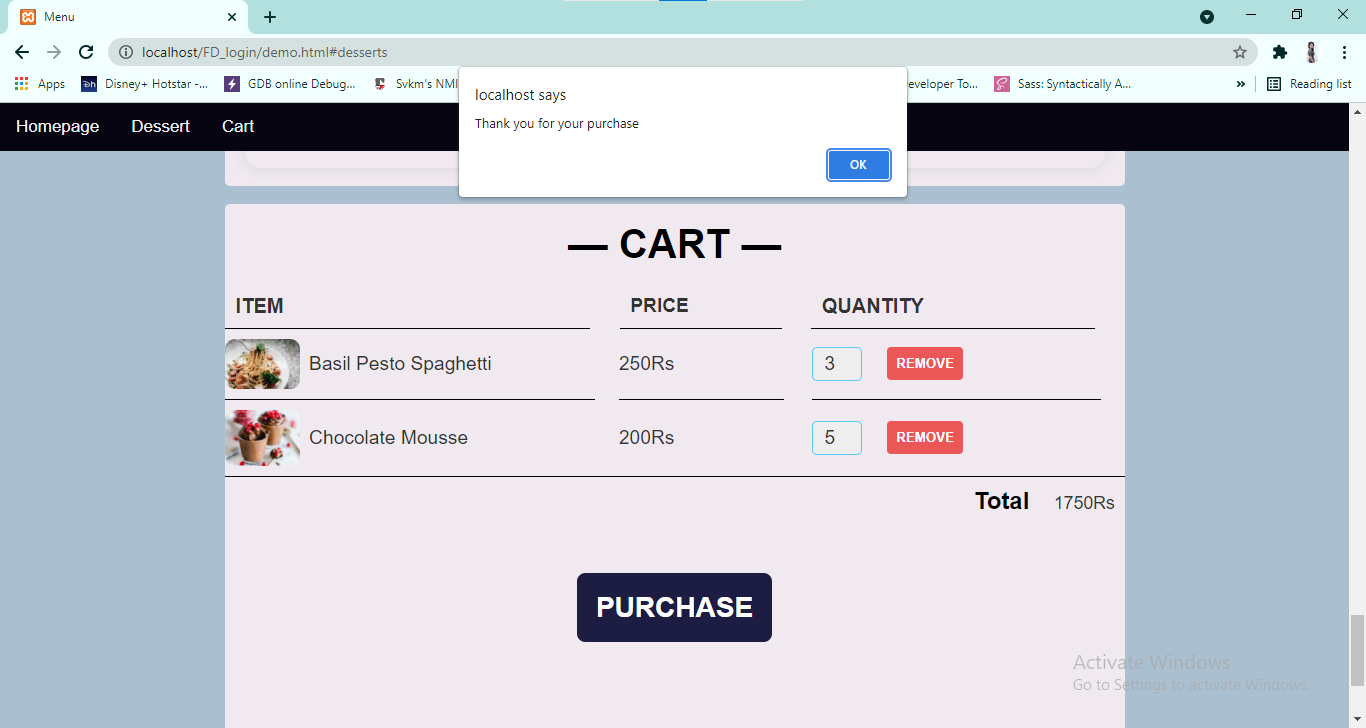 Menu
localhost/FD_login/demo.html#desserts
Apps Disney+ Hotstar -... GDB online Debug... Svkm's NMI eveloper To... Sass: Syntactically A... » Reading list
localhost says
Thank you for your purchase
OK
Homepage Dessert Cart
— CART —
ITEM PRICE QUANTITY
Basil Pesto Spaghetti 250Rs 3 REMOVE
Chocolate Mousse 200Rs 5 REMOVE
Total 1750Rs
PURCHASE
Activate Windows
Go to Settings to activate Windows.